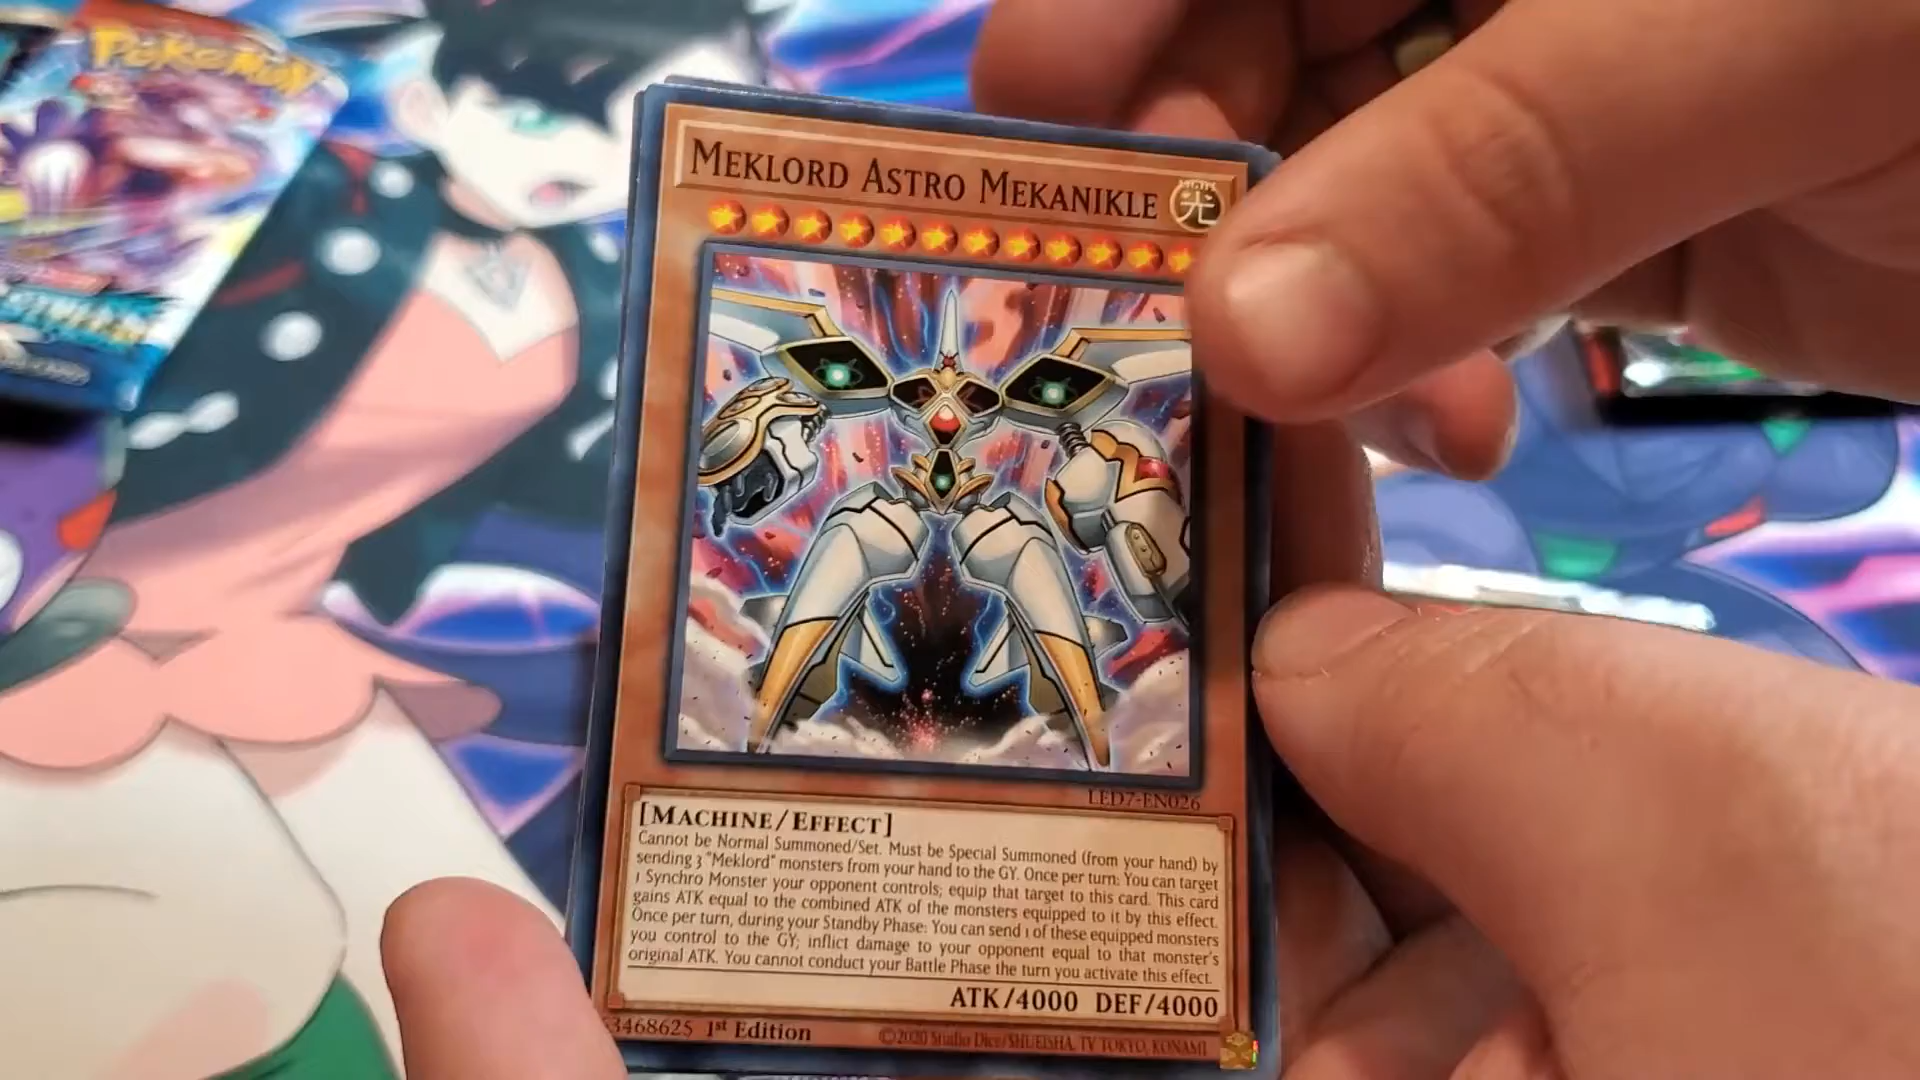 POKÉMON
MEKLORD ASTRO MEKANIKLE
LIGHT
光
LED7-EN026
[MACHINE/EFFECT]
Cannot be Normal Summoned/Set. Must be Special Summoned (from your hand) by
sending 3 "Meklord" monsters from your hand to the GY. Once per turn: You can target
1 Synchro Monster your opponent controls; equip that target to this card. This card
gains ATK equal to the combined ATK of the monsters equipped to it by this effect.
Once per turn, during your Standby Phase: You can send 1 of these equipped monsters
you control to the GY; inflict damage to your opponent equal to that monster's
original ATK. You cannot conduct your Battle Phase the turn you activate this effect.
ATK/4000 DEF/4000
3468625 1st Edition
©2020 Studio Dice/SHUEISHA, TV TOKYO, KONAMI